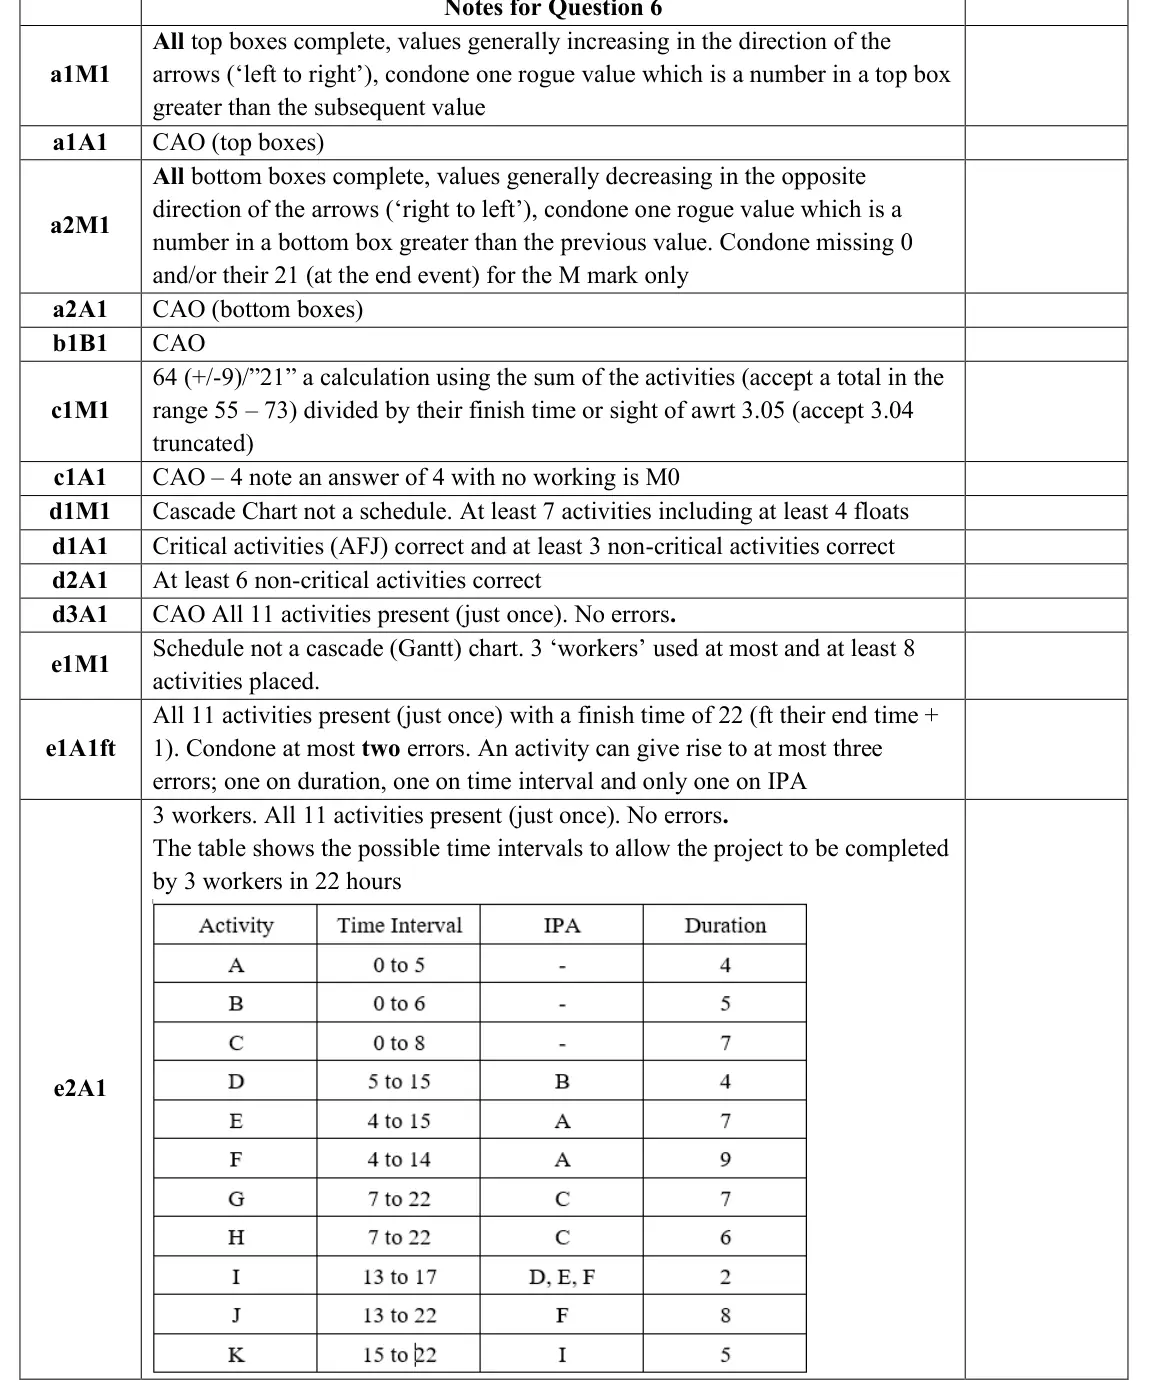 Notes for Question 6
a1M1
All top boxes complete, values generally increasing in the direction of the
arrows (‘left to right’), condone one rogue value which is a number in a top box
greater than the subsequent value
a1A1
CAO (top boxes)
a2M1
All bottom boxes complete, values generally decreasing in the opposite
direction of the arrows (‘right to left’), condone one rogue value which is a
number in a bottom box greater than the previous value. Condone missing 0
and/or their 21 (at the end event) for the M mark only
a2A1
CAO (bottom boxes)
b1B1
CAO
c1M1
64 (+/-9)/”21” a calculation using the sum of the activities (accept a total in the
range 55 – 73) divided by their finish time or sight of awrt 3.05 (accept 3.04
truncated)
c1A1
CAO – 4 note an answer of 4 with no working is M0
d1M1
Cascade Chart not a schedule. At least 7 activities including at least 4 floats
d1A1
Critical activities (AFJ) correct and at least 3 non-critical activities correct
d2A1
At least 6 non-critical activities correct
d3A1
CAO All 11 activities present (just once). No errors.
e1M1
Schedule not a cascade (Gantt) chart. 3 ‘workers’ used at most and at least 8
activities placed.
e1A1ft
All 11 activities present (just once) with a finish time of 22 (ft their end time +
1). Condone at most two errors. An activity can give rise to at most three
errors; one on duration, one on time interval and only one on IPA
e2A1
3 workers. All 11 activities present (just once). No errors.
The table shows the possible time intervals to allow the project to be completed
by 3 workers in 22 hours
Activity Time Interval IPA Duration
A 0 to 5 - 4
B 0 to 6 - 5
C 0 to 8 - 7
D 5 to 15 B 4
E 4 to 15 A 7
F 4 to 14 A 9
G 7 to 22 C 7
H 7 to 22 C 6
I 13 to 17 D, E, F 2
J 13 to 22 F 8
K 15 to 22 I 5